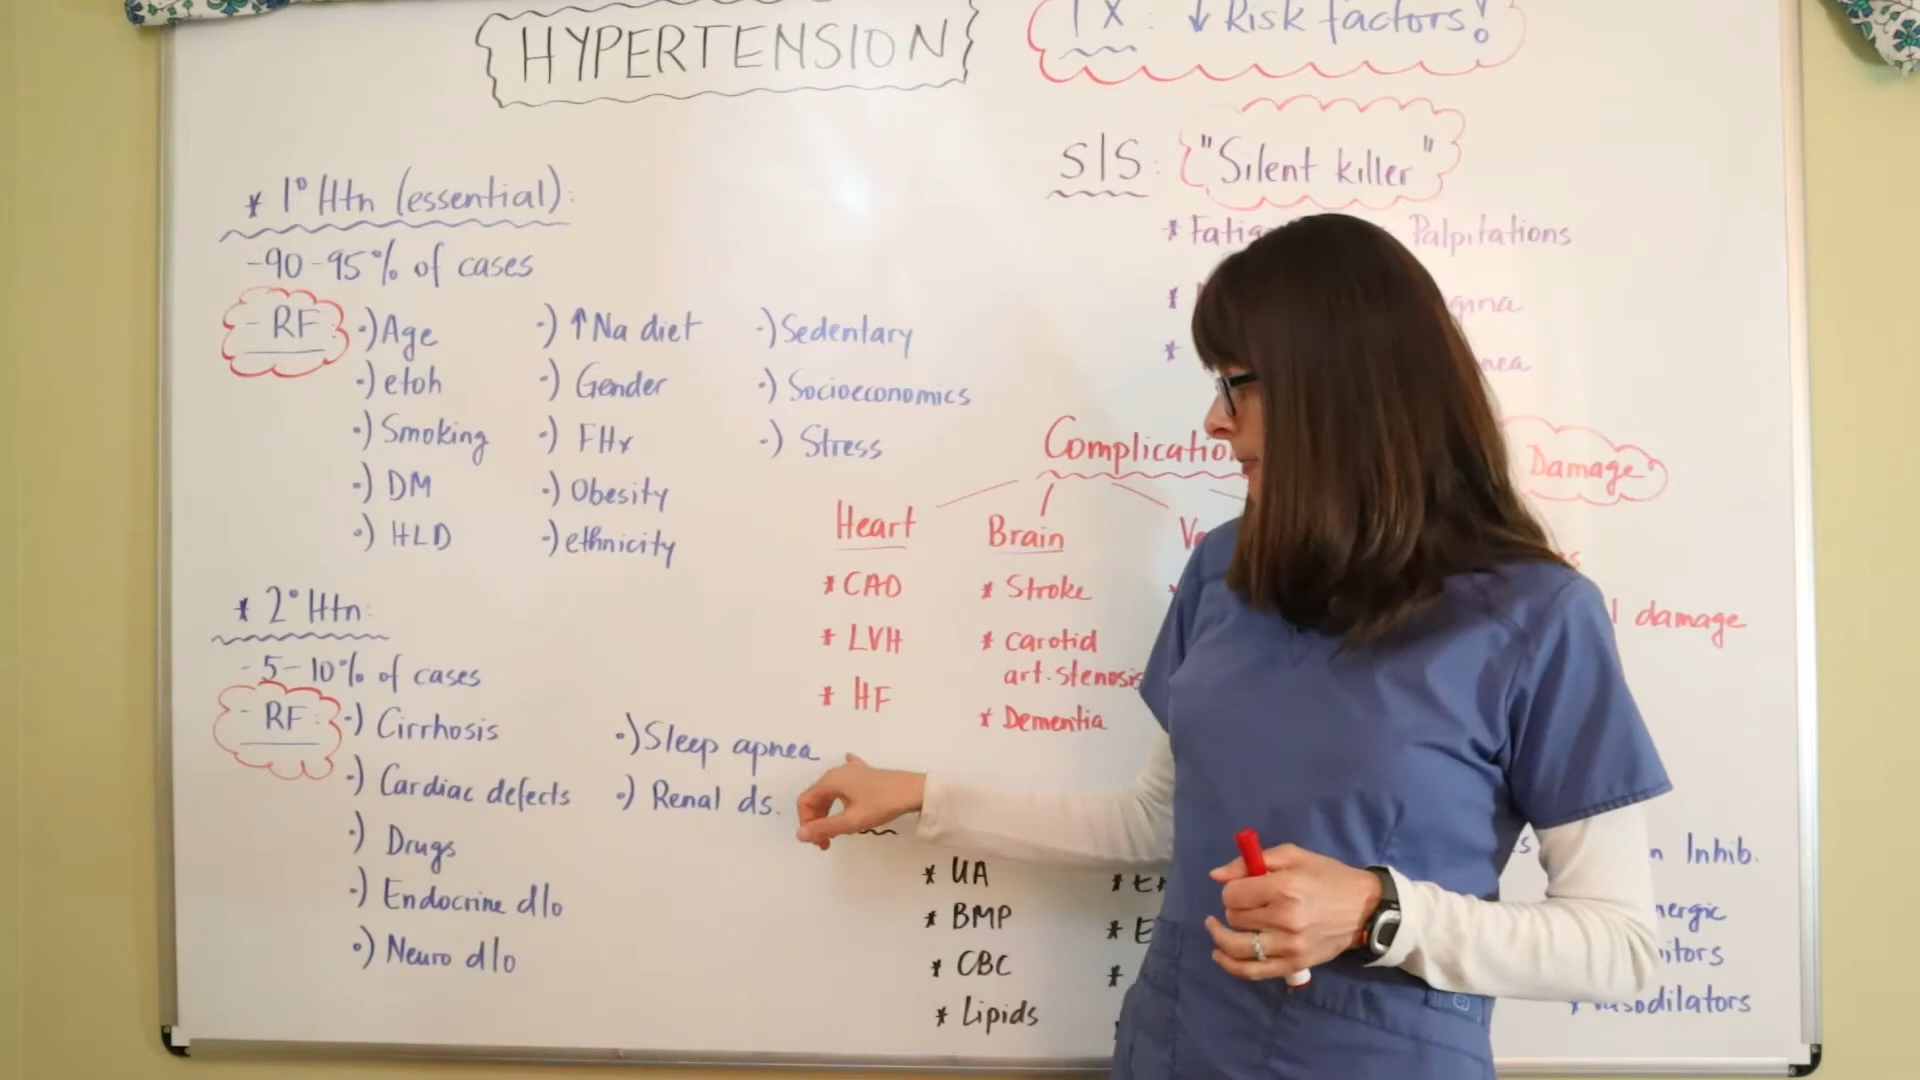 HYPERTENSION
TX: ↓ Risk factors!
* 1° Htn (essential):
-90-95% of cases
- RF: •) Age
•) etoh
•) Smoking
•) DM
•) HLD
•) ↑Na diet
•) Gender
•) FHx
•) Obesity
•) ethnicity
•) Sedentary
•) Socioeconomics
•) Stress
* 2° Htn:
-5-10% of cases
- RF: •) Cirrhosis
•) Cardiac defects
•) Drugs
•) Endocrine d/o
•) Neuro d/o
•) Sleep apnea
•) Renal ds.
S/S: "Silent killer"
* Palpitations
Damage
Heart
* CAD
* LVH
* HF
Brain
* Stroke
* carotid
art. stenosis
* Dementia
damage
* UA
* BMP
* CBC
* Lipids
Inhib.